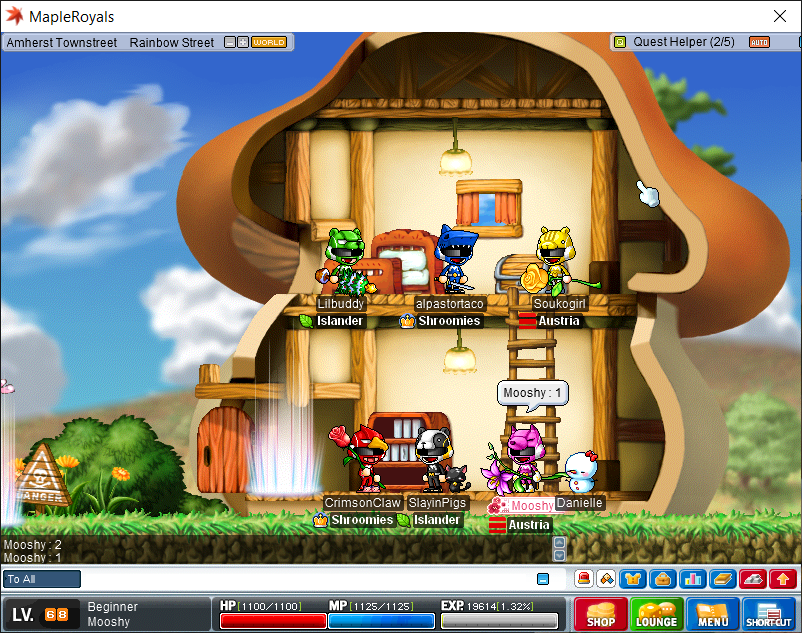 MapleRoyals
Amherst Townstreet Rainbow Street WORLD
Quest Helper (2/5) AUTO
Lilbuddy alpastortaco Soukogirl
Islander Shroomies Austria
Mooshy : 1
DANGER
CrimsonClaw SlayinPigs Mooshy Danielle
Shroomies Islander Austria
Mooshy : 2
Mooshy : 1
To All
LV. 68 Beginner
Mooshy
HP[1100/1100] MP[1125/1125] EXP. 19614[1.32%]
SHOP LOUNGE MENU SHORT CUT